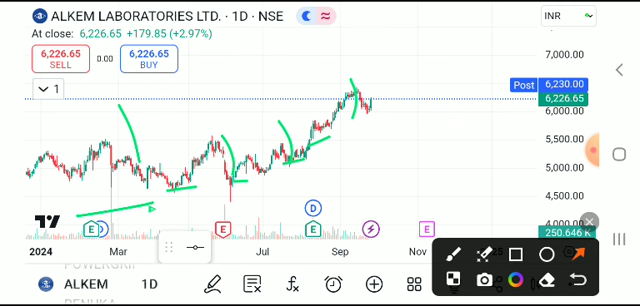 ALKEM LABORATORIES LTD. · 1D · NSE
INR
At close: 6,226.65 +179.85 (+2.97%)
6,226.65 SELL
0.00
6,226.65 BUY
1
7,000.00
Post 6,230.00
6,226.65
6,000.00
5,500.00
5,000.00
4,500.00
4,000.00
D
E
E
E
E
250.646 K
2024 Mar Jul Sep Nov
ALKEM 1D